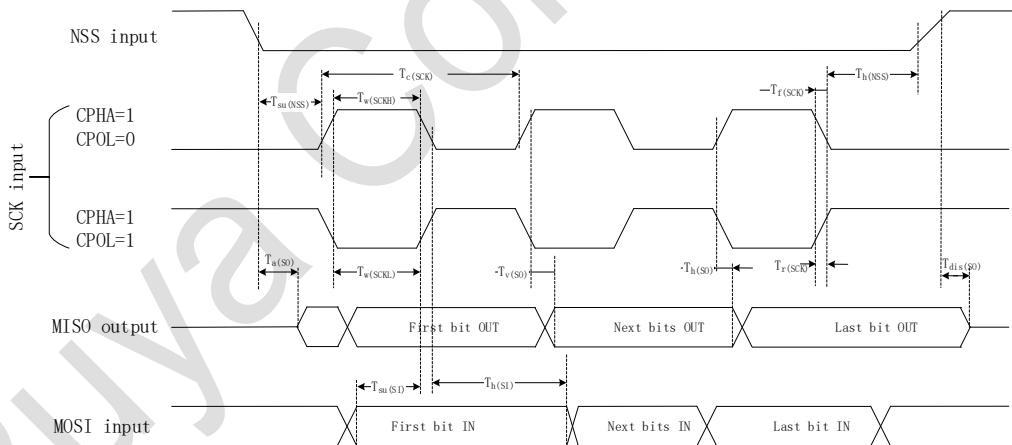 NSS input
Tc(SCK)
Th(NSS)
Tsu(NSS)
Tw(SCKH)
Tf(SCK)
CPHA=1
CPOL=0
SCK input
CPHA=1
CPOL=1
Ta(SO)
Tw(SCKL)
Tv(SO)
Th(SO)
Tr(SCK)
Tdis(SO)
MISO output
First bit OUT
Next bits OUT
Last bit OUT
Tsu(SI)
Th(SI)
MOSI input
First bit IN
Next bits IN
Last bit IN